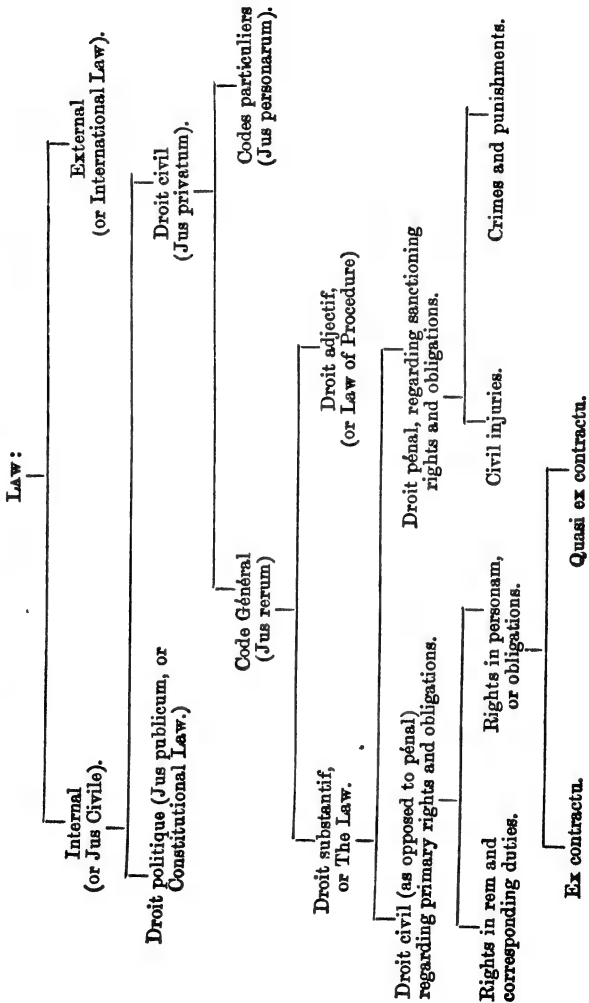 Law:
Internal
(or Jus Civile).
External
(or International Law).
Droit politique (Jus publicum, or
Constitutional Law.)
Droit civil
(Jus privatum).
Code Général
(Jus rerum)
Codes particuliers
(Jus personarum).
Droit substantif,
or The Law.
Droit adjectif,
(or Law of Procedure)
Droit civil (as opposed to pénal)
regarding primary rights and obligations.
Droit pénal, regarding sanctioning
rights and obligations.
Rights in rem and
corresponding duties.
Rights in personam,
or obligations.
Civil injuries.
Crimes and punishments.
Ex contractu.
Quasi ex contractu.